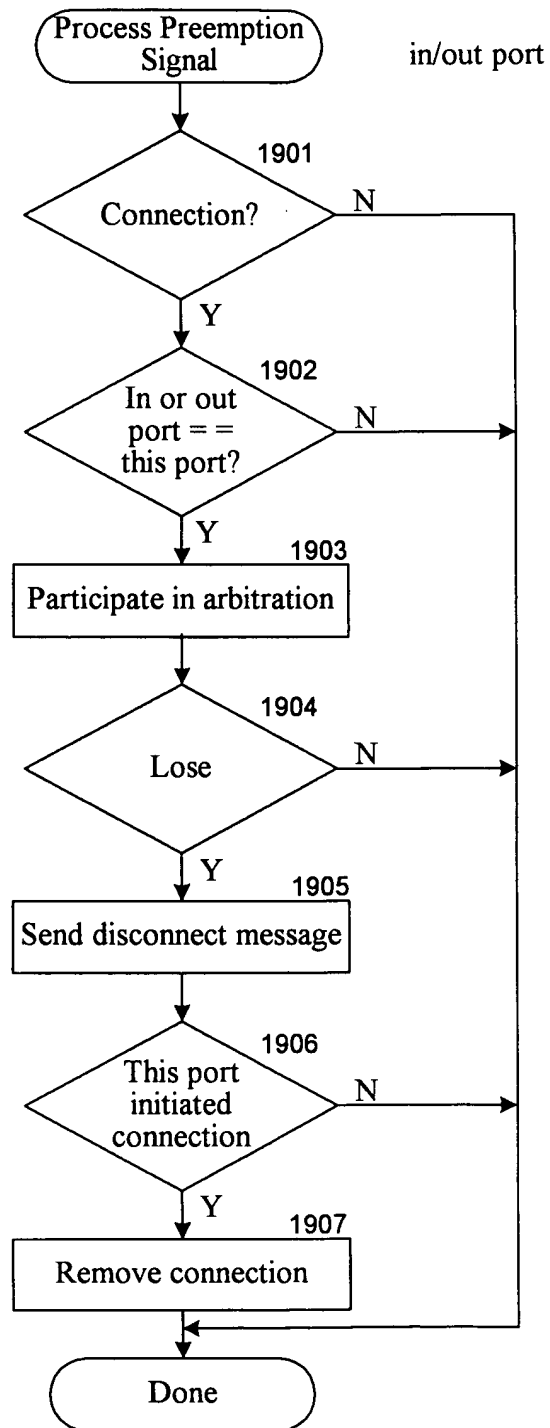 Process Preemption
Signal
in/out port
1901
Connection?
N
Y
1902
In or out
port = =
this port?
N
Y
1903
Participate in arbitration
1904
Lose
N
Y
1905
Send disconnect message
1906
This port
initiated
connection
N
Y
1907
Remove connection
Done